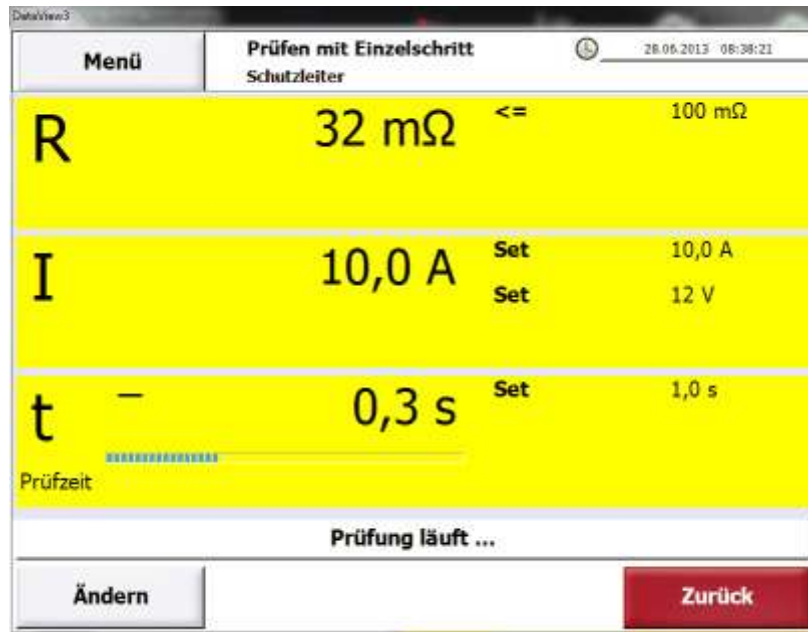 DataView3
Menü
Prüfen mit Einzelschritt
28.06.2013 08:38:21
Schutzleiter
R 32 mΩ <= 100 mΩ
I 10,0 A Set 10,0 A
Set 12 V
t – 0,3 s Set 1,0 s
Prüfzeit
Prüfung läuft ...
Ändern
Zurück